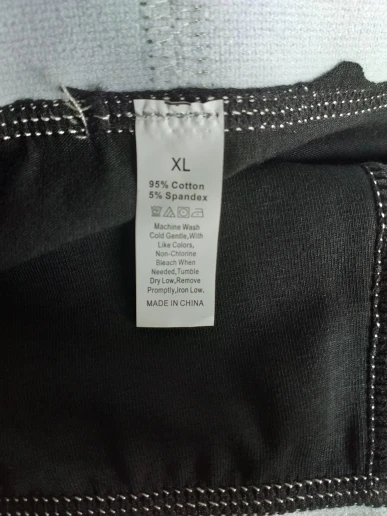 XL
95% Cotton
5% Spandex
Machine Wash
Cold Gentle,With
Like Colors,
Non-Chlorine
Bleach When
Needed,Tumble
Dry Low,Remove
Promptly,Iron Low.
MADE IN CHINA